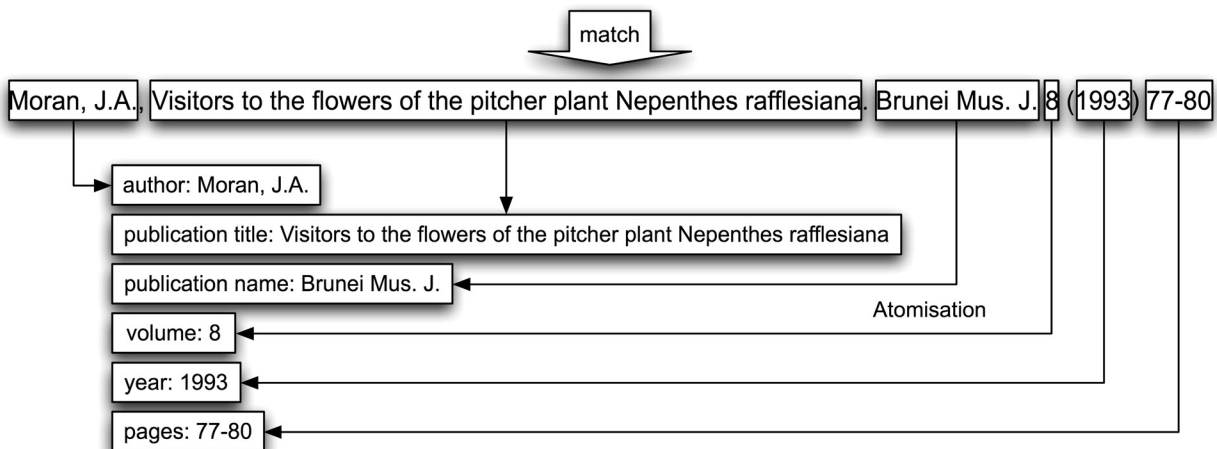 match
Moran, J.A., Visitors to the flowers of the pitcher plant Nepenthes rafflesiana. Brunei Mus. J. 8 (1993) 77-80
author: Moran, J.A.
publication title: Visitors to the flowers of the pitcher plant Nepenthes rafflesiana
publication name: Brunei Mus. J.
Atomisation
volume: 8
year: 1993
pages: 77-80